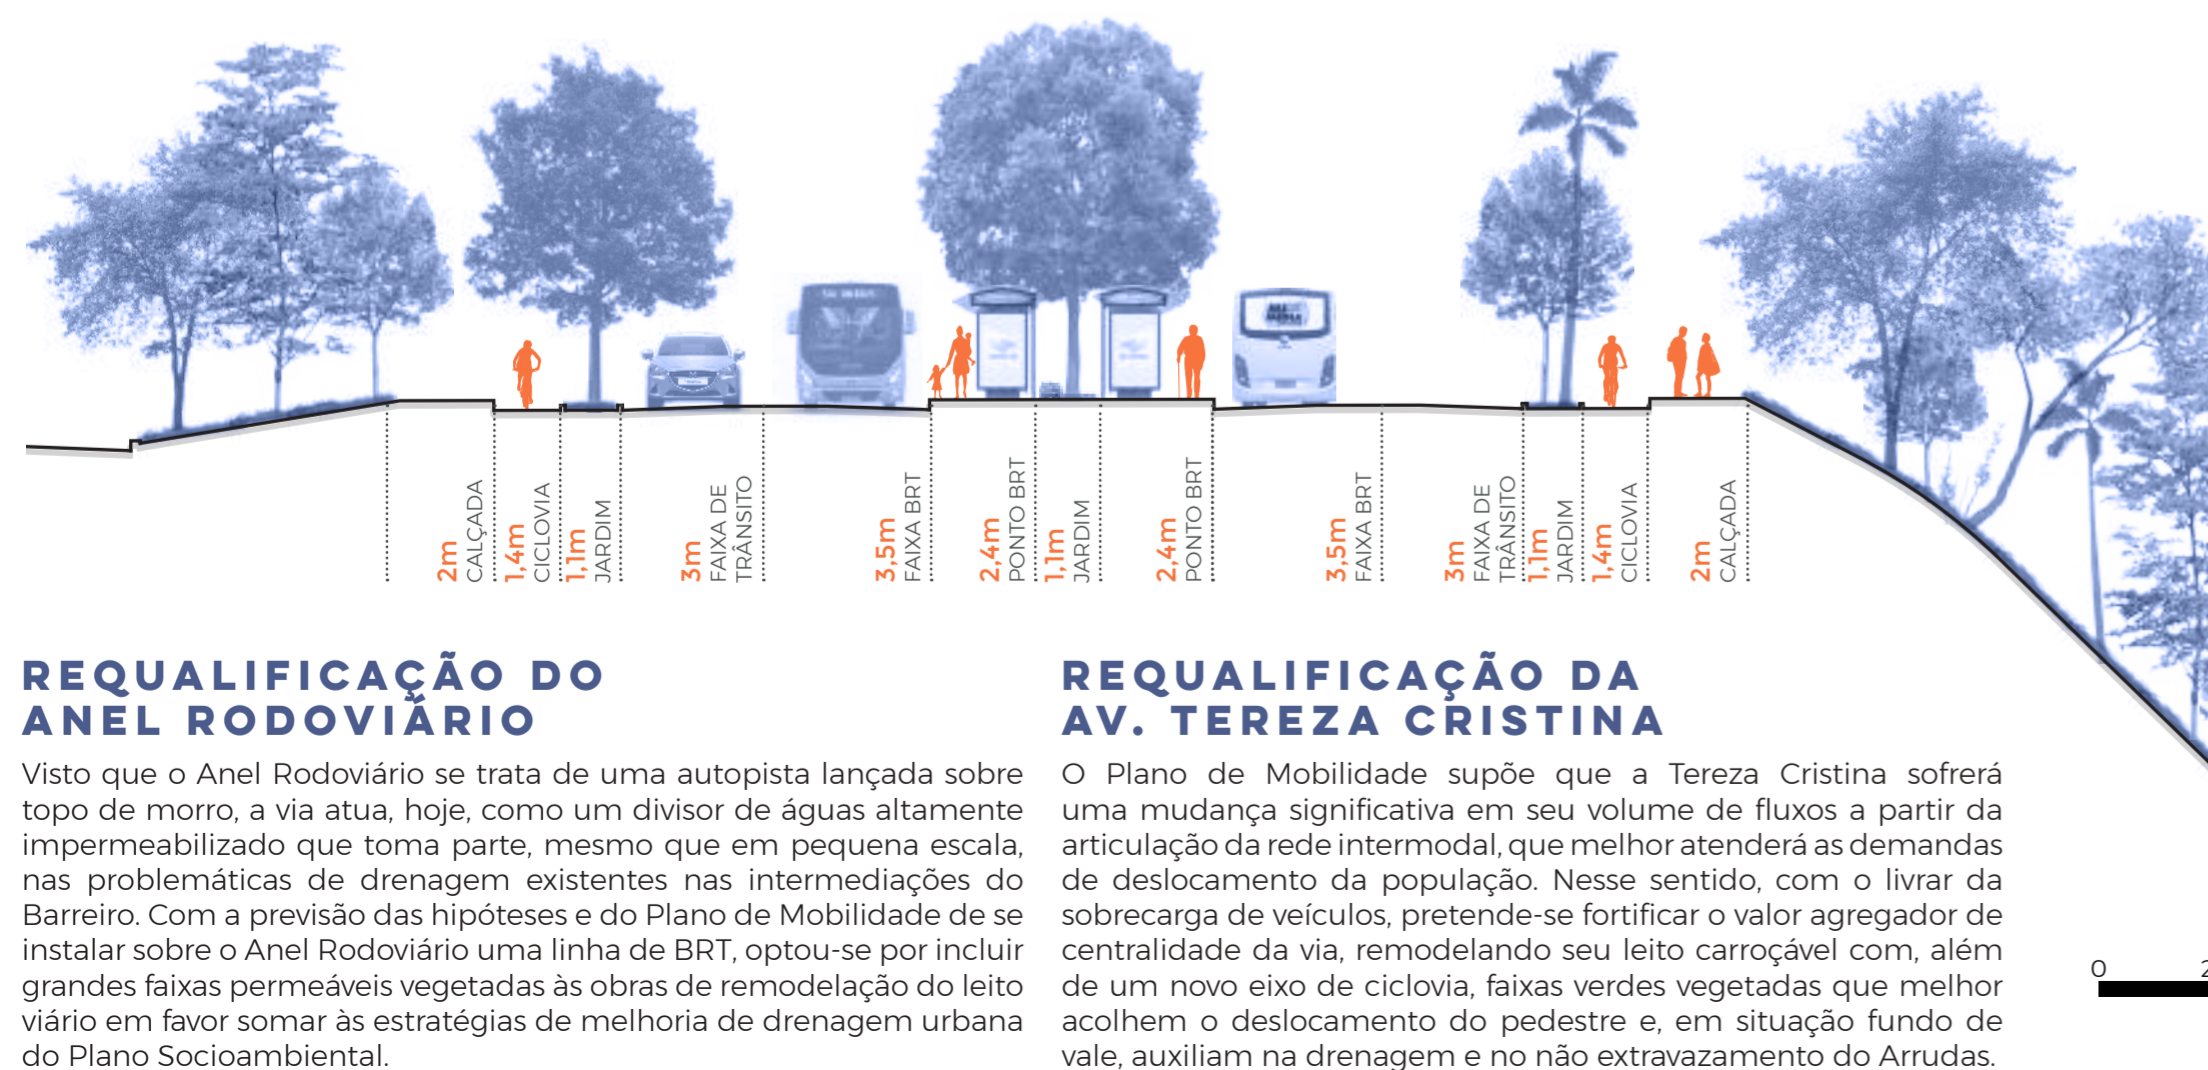 2m
CALÇADA
1,4m
CICLOVIA
1,1m
JARDIM
3m
FAIXA DE
TRÂNSITO
3,5m
FAIXA BRT
2,4m
PONTO BRT
1,1m
JARDIM
2,4m
PONTO BRT
3,5m
FAIXA BRT
3m
FAIXA DE
TRÂNSITO
1,1m
JARDIM
1,4m
CICLOVIA
2m
CALÇADA
REQUALIFICAÇÃO DO
ANEL RODOVIÁRIO
Visto que o Anel Rodoviário se trata de uma autopista lançada sobre
topo de morro, a via atua, hoje, como um divisor de águas altamente
impermeabilizado que toma parte, mesmo que em pequena escala,
nas problemáticas de drenagem existentes nas intermediações do
Barreiro. Com a previsão das hipóteses e do Plano de Mobilidade de se
instalar sobre o Anel Rodoviário uma linha de BRT, optou-se por incluir
grandes faixas permeáveis vegetadas às obras de remodelação do leito
viário em favor somar às estratégias de melhoria de drenagem urbana
do Plano Socioambiental.
REQUALIFICAÇÃO DA
AV. TEREZA CRISTINA
O Plano de Mobilidade supõe que a Tereza Cristina sofrerá
uma mudança significativa em seu volume de fluxos a partir da
articulação da rede intermodal, que melhor atenderá as demandas
de deslocamento da população. Nesse sentido, com o livrar da
sobrecarga de veículos, pretende-se fortificar o valor agregador de
centralidade da via, remodelando seu leito carroçável com, além
de um novo eixo de ciclovia, faixas verdes vegetadas que melhor
acolhem o deslocamento do pedestre e, em situação fundo de
vale, auxiliam na drenagem e no não extravazamento do Arrudas.
0